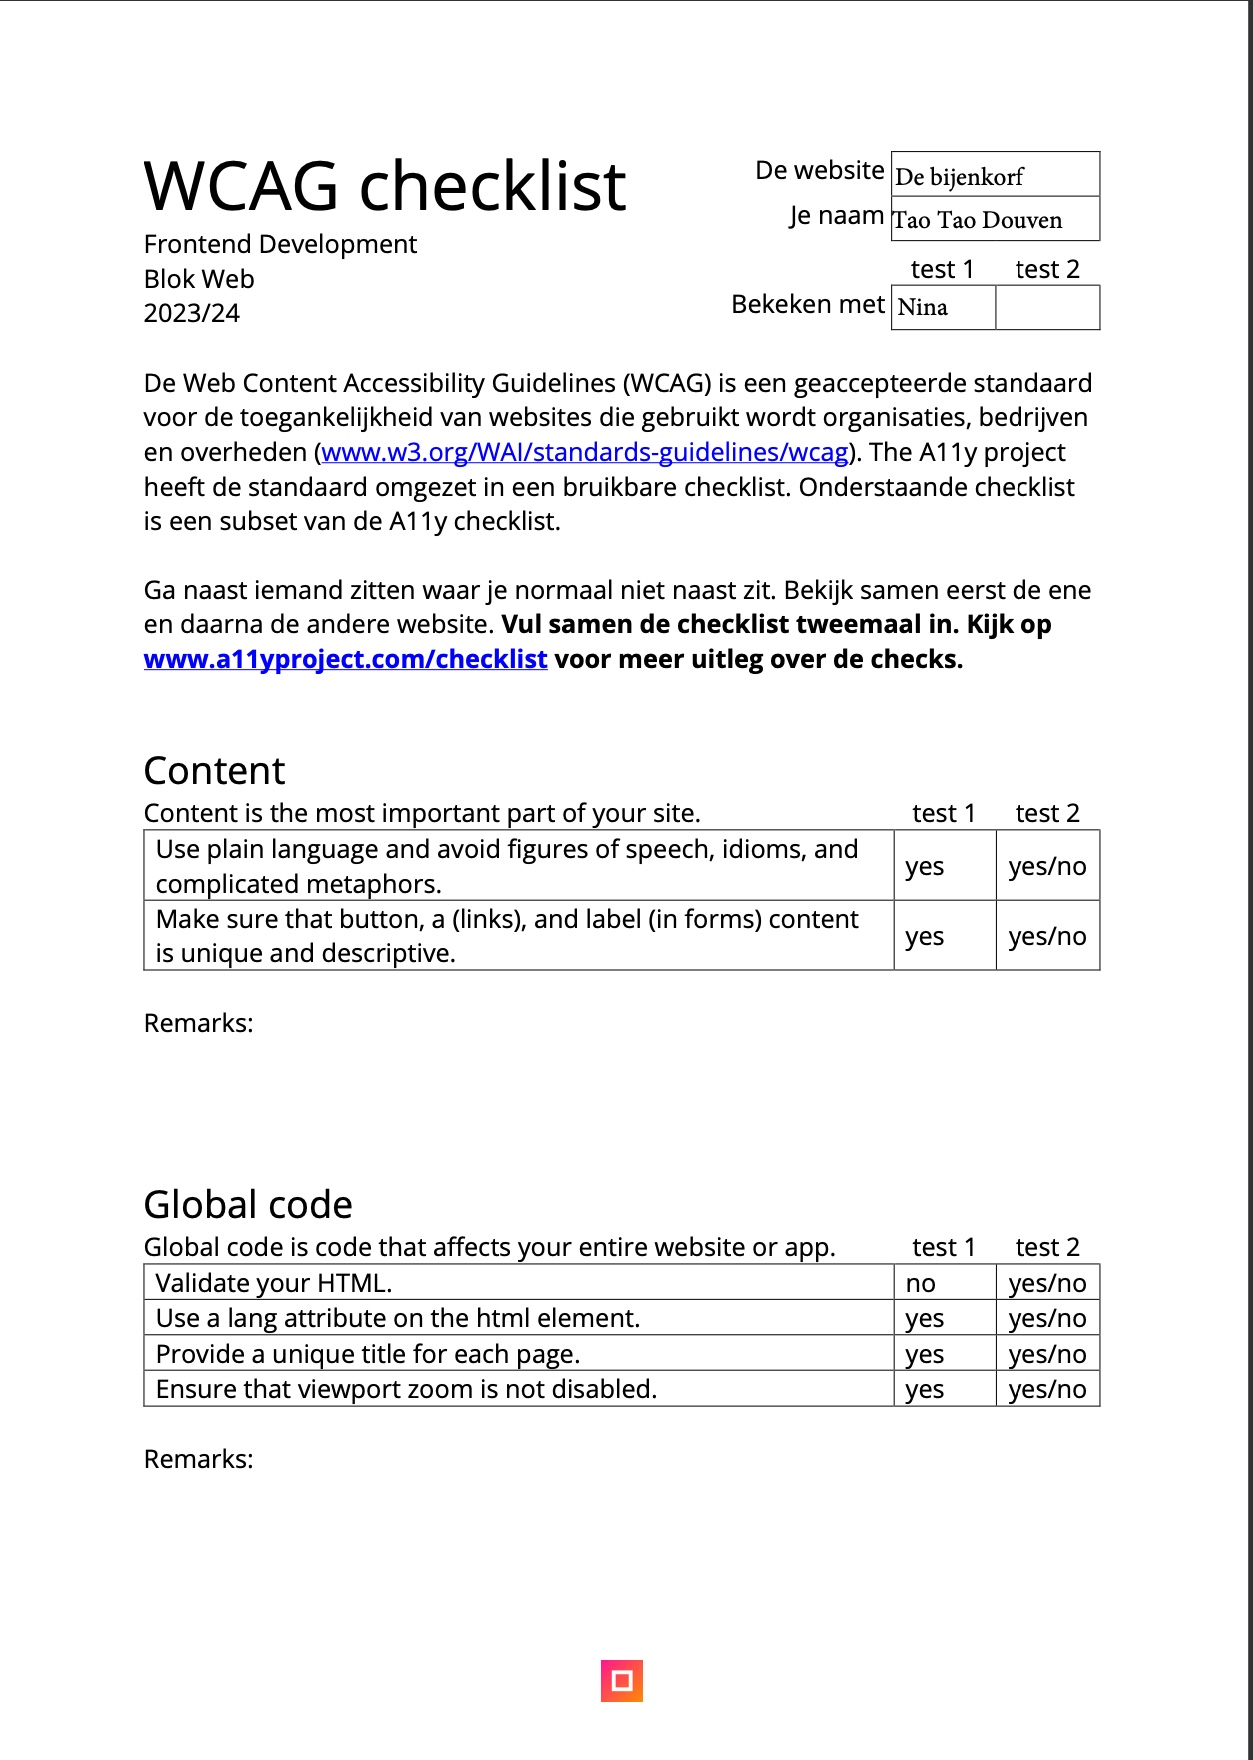 WCAG checklist
Frontend Development
Blok Web
2023/24
De website De bijenkorf
Je naam Tao Tao Douven
test 1 test 2
Bekeken met Nina
De Web Content Accessibility Guidelines (WCAG) is een geaccepteerde standaard
voor de toegankelijkheid van websites die gebruikt wordt organisaties, bedrijven
en overheden (www.w3.org/WAI/standards-guidelines/wcag). The A11y project
heeft de standaard omgezet in een bruikbare checklist. Onderstaande checklist
is een subset van de A11y checklist.
Ga naast iemand zitten waar je normaal niet naast zit. Bekijk samen eerst de ene
en daarna de andere website. Vul samen de checklist tweemaal in. Kijk op
www.a11yproject.com/checklist voor meer uitleg over de checks.
Content
Content is the most important part of your site. test 1 test 2
Use plain language and avoid figures of speech, idioms, and
complicated metaphors.
yes yes/no
Make sure that button, a (links), and label (in forms) content
is unique and descriptive.
yes yes/no
Remarks:
Global code
Global code is code that affects your entire website or app. test 1 test 2
Validate your HTML. no yes/no
Use a lang attribute on the html element. yes yes/no
Provide a unique title for each page. yes yes/no
Ensure that viewport zoom is not disabled. yes yes/no
Remarks: